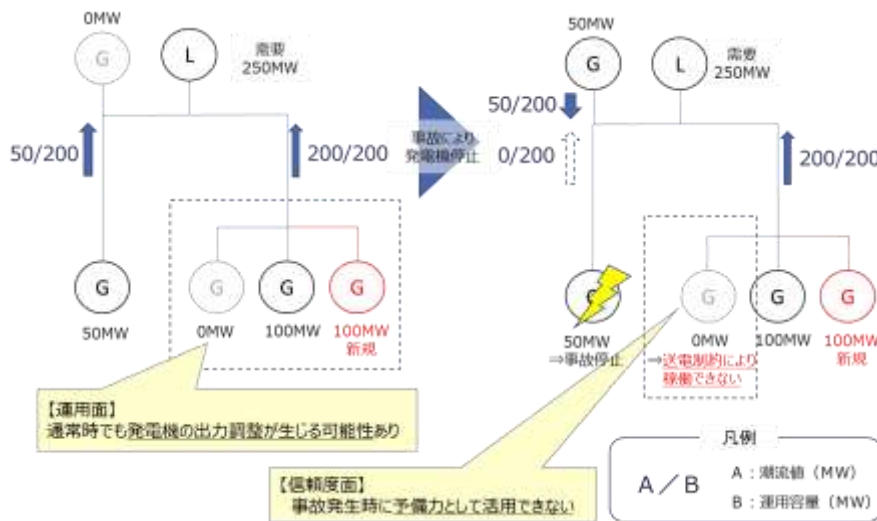 0MW
G
L
需要
250MW
50/200
200/200
G
50MW
G
0MW
G
100MW
G
100MW
新規
【運用面】
通常時でも発電機の出力調整が生じる可能性あり
事故により
発電機停止
50MW
G
L
需要
250MW
50/200
0/200
200/200
G
50MW
⇒事故停止
G
0MW
⇒送電制約により
稼働できない
G
100MW
G
100MW
新規
【信頼度面】
事故発生時に予備力として活用できない
凡例
A/B
A:潮流値(MW)
B:運用容量(MW)